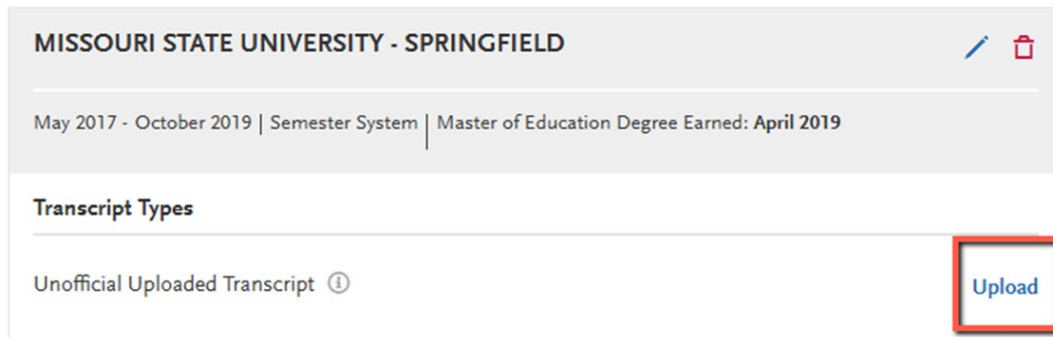 MISSOURI STATE UNIVERSITY - SPRINGFIELD
May 2017 - October 2019 | Semester System | Master of Education Degree Earned: April 2019
Transcript Types
Unofficial Uploaded Transcript
Upload